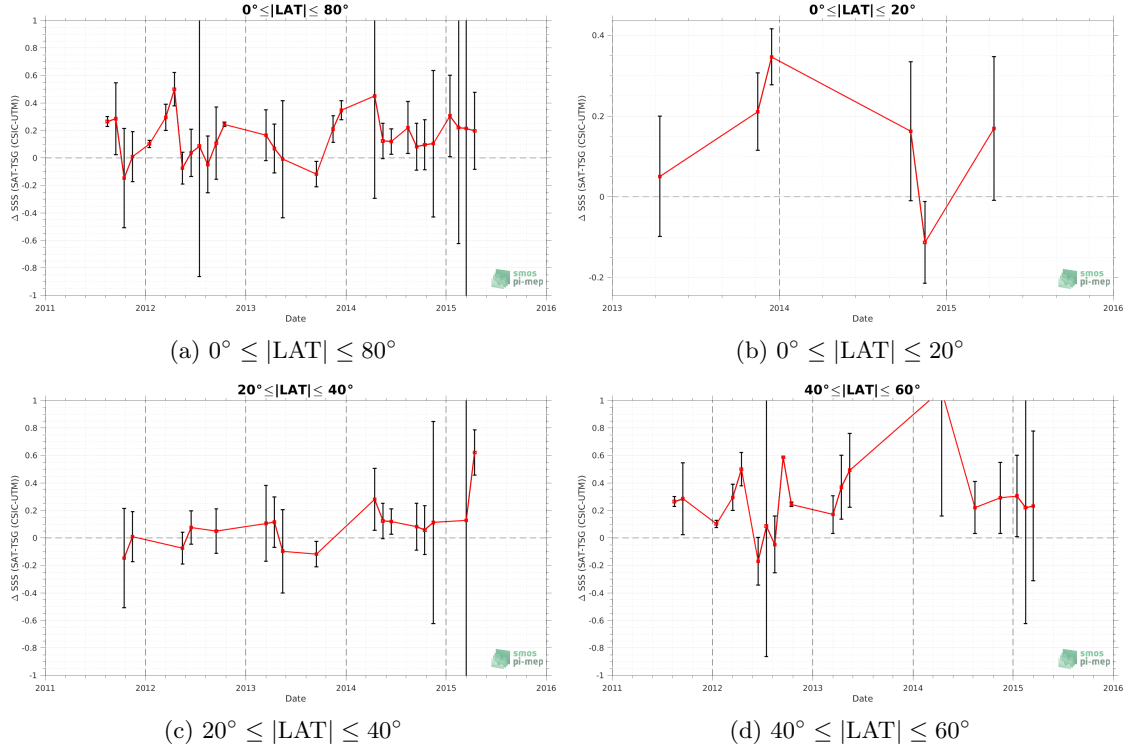 0°≤|LAT|≤ 80°
Δ SSS (SAT-TSG (CSIC-UTM))
1
0.8
0.6
0.4
0.2
0
-0.2
-0.4
-0.6
-0.8
-1
2011
2012
2013
2014
2015
2016
Date
smos
pi-mep
(a) 0° ≤ |LAT| ≤ 80°
0°≤|LAT|≤ 20°
Δ SSS (SAT-TSG (CSIC-UTM))
0.4
0.2
0
-0.2
2013
2014
2015
2016
Date
smos
pi-mep
(b) 0° ≤ |LAT| ≤ 20°
20°≤|LAT|≤ 40°
Δ SSS (SAT-TSG (CSIC-UTM))
1
0.8
0.6
0.4
0.2
0
-0.2
-0.4
-0.6
-0.8
-1
2011
2012
2013
2014
2015
2016
Date
smos
pi-mep
(c) 20° ≤ |LAT| ≤ 40°
40°≤|LAT|≤ 60°
Δ SSS (SAT-TSG (CSIC-UTM))
1
0.8
0.6
0.4
0.2
0
-0.2
-0.4
-0.6
-0.8
-1
2011
2012
2013
2014
2015
2016
Date
smos
pi-mep
(d) 40° ≤ |LAT| ≤ 60°